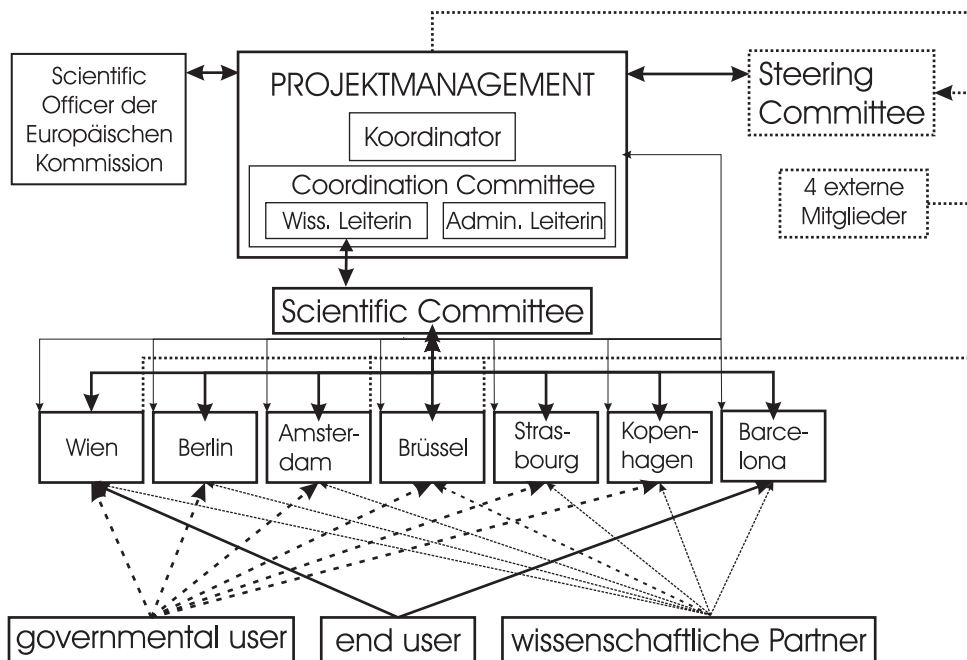 Scientific
Officer der
Europäischen
Kommission
PROJEKTMANAGEMENT
Koordinator
Coordination Committee
Wiss. Leiterin
Admin. Leiterin
Steering
Committee
4 externe
Mitglieder
Scientific Committee
Wien
Berlin
Amster-
dam
Brüssel
Stras-
bourg
Kopen-
hagen
Barce-
lona
governmental user
end user
wissenschaftliche Partner